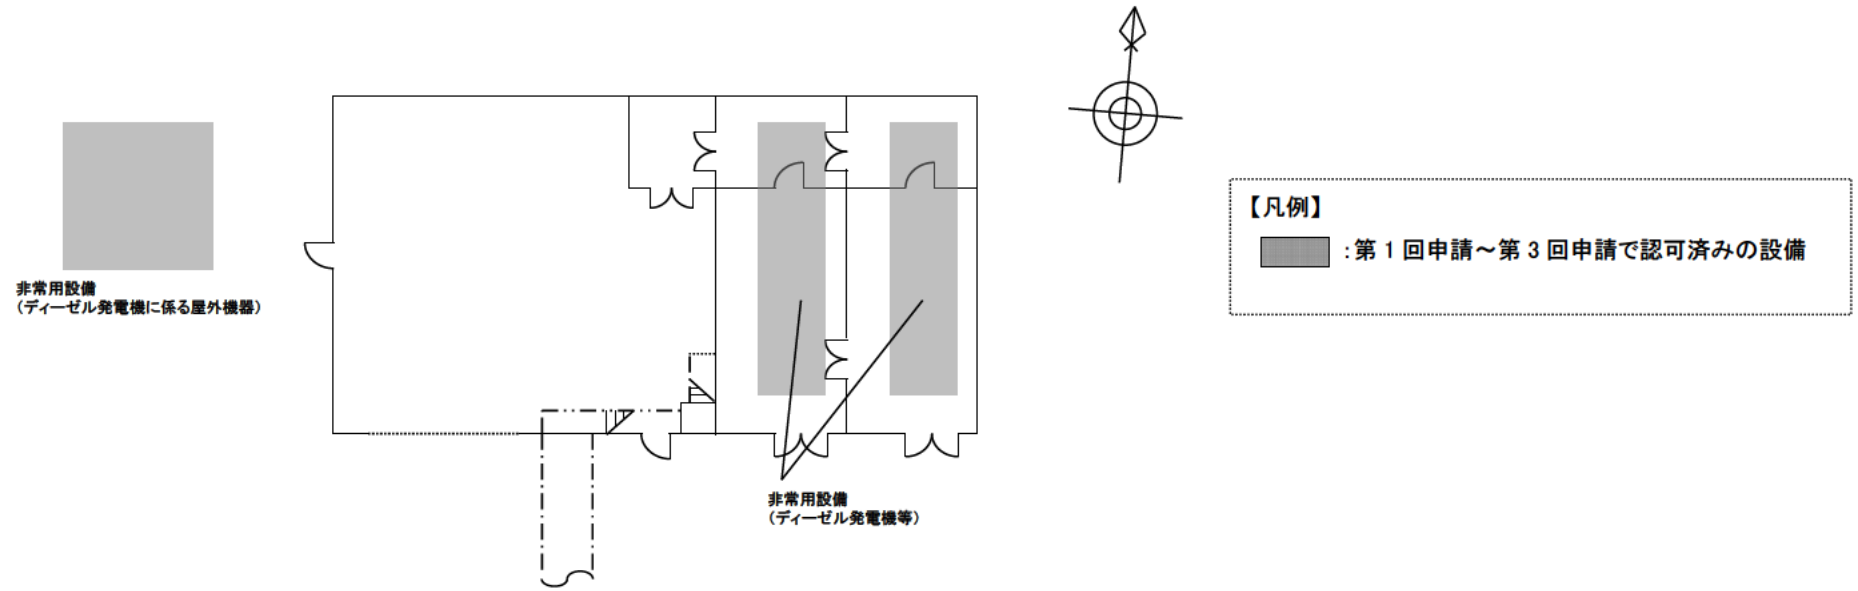 【凡例】
：第１回申請～第３回申請で認可済みの設備
非常用設備
（ディーゼル発電機に係る屋外機器）
非常用設備
（ディーゼル発電機等）